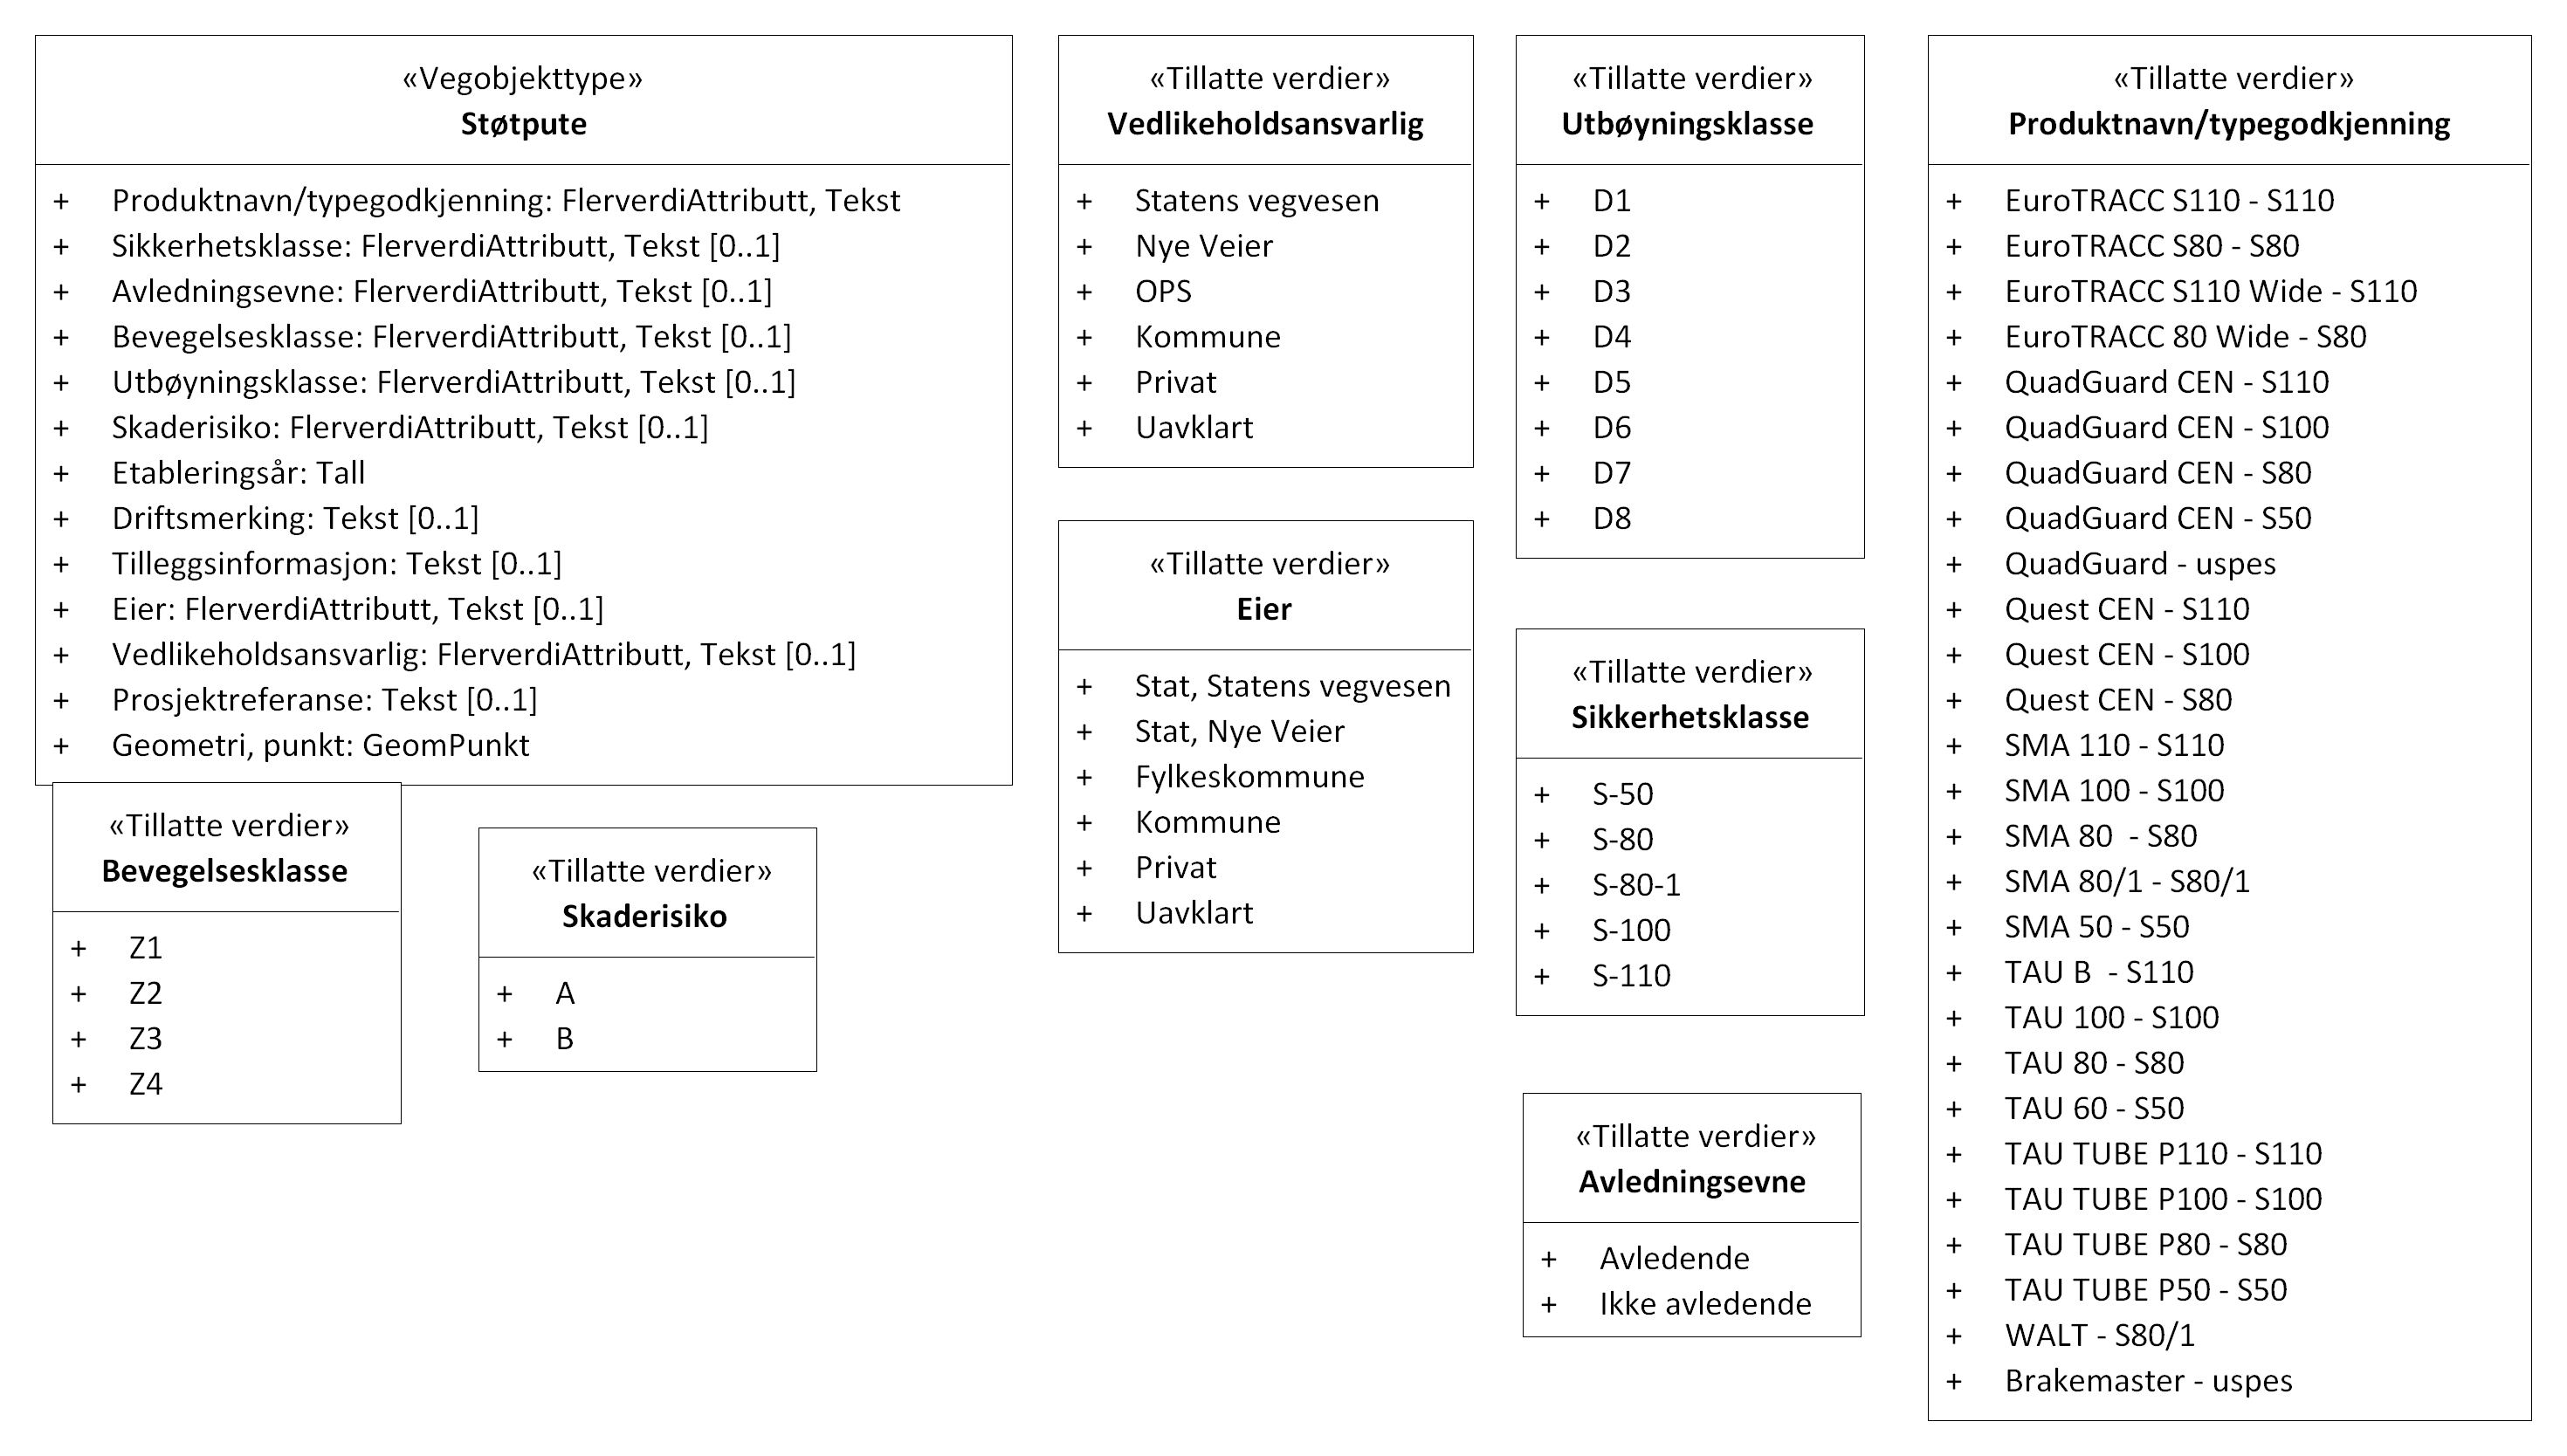 «Vegobjekttype»
Støtpute
+ Produktnavn/typegodkjenning: FlerverdiAttributt, Tekst
+ Sikkerhetsklasse: FlerverdiAttributt, Tekst [0..1]
+ Avledningsevne: FlerverdiAttributt, Tekst [0..1]
+ Bevegelsesklasse: FlerverdiAttributt, Tekst [0..1]
+ Utbøyningsklasse: FlerverdiAttributt, Tekst [0..1]
+ Skaderisiko: FlerverdiAttributt, Tekst [0..1]
+ Etableringsår: Tall
+ Driftsmerking: Tekst [0..1]
+ Tilleggsinformasjon: Tekst [0..1]
+ Eier: FlerverdiAttributt, Tekst [0..1]
+ Vedlikeholdsansvarlig: FlerverdiAttributt, Tekst [0..1]
+ Prosjektreferanse: Tekst [0..1]
+ Geometri, punkt: GeomPunkt
«Tillatte verdier»
Bevegelsesklasse
+ Z1
+ Z2
+ Z3
+ Z4
«Tillatte verdier»
Skaderisiko
+ A
+ B
«Tillatte verdier»
Vedlikeholdsansvarlig
+ Statens vegvesen
+ Nye Veier
+ OPS
+ Kommune
+ Privat
+ Uavklart
«Tillatte verdier»
Eier
+ Stat, Statens vegvesen
+ Stat, Nye Veier
+ Fylkeskommune
+ Kommune
+ Privat
+ Uavklart
«Tillatte verdier»
Utbøyningsklasse
+ D1
+ D2
+ D3
+ D4
+ D5
+ D6
+ D7
+ D8
«Tillatte verdier»
Sikkerhetsklasse
+ S-50
+ S-80
+ S-80-1
+ S-100
+ S-110
«Tillatte verdier»
Avledningsevne
+ Avledende
+ Ikke avledende
«Tillatte verdier»
Produktnavn/typegodkjenning
+ EuroTRACC S110 - S110
+ EuroTRACC S80 - S80
+ EuroTRACC S110 Wide - S110
+ EuroTRACC 80 Wide - S80
+ QuadGuard CEN - S110
+ QuadGuard CEN - S100
+ QuadGuard CEN - S80
+ QuadGuard CEN - S50
+ QuadGuard - uspes
+ Quest CEN - S110
+ Quest CEN - S100
+ Quest CEN - S80
+ SMA 110 - S110
+ SMA 100 - S100
+ SMA 80  - S80
+ SMA 80/1 - S80/1
+ SMA 50 - S50
+ TAU B  - S110
+ TAU 100 - S100
+ TAU 80 - S80
+ TAU 60 - S50
+ TAU TUBE P110 - S110
+ TAU TUBE P100 - S100
+ TAU TUBE P80 - S80
+ TAU TUBE P50 - S50
+ WALT - S80/1
+ Brakemaster - uspes